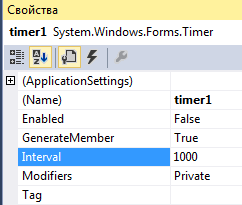 Свойства
timer1 System.Windows.Forms.Timer
(ApplicationSettings)
(Name) timer1
Enabled False
GenerateMember True
Interval 1000
Modifiers Private
Tag